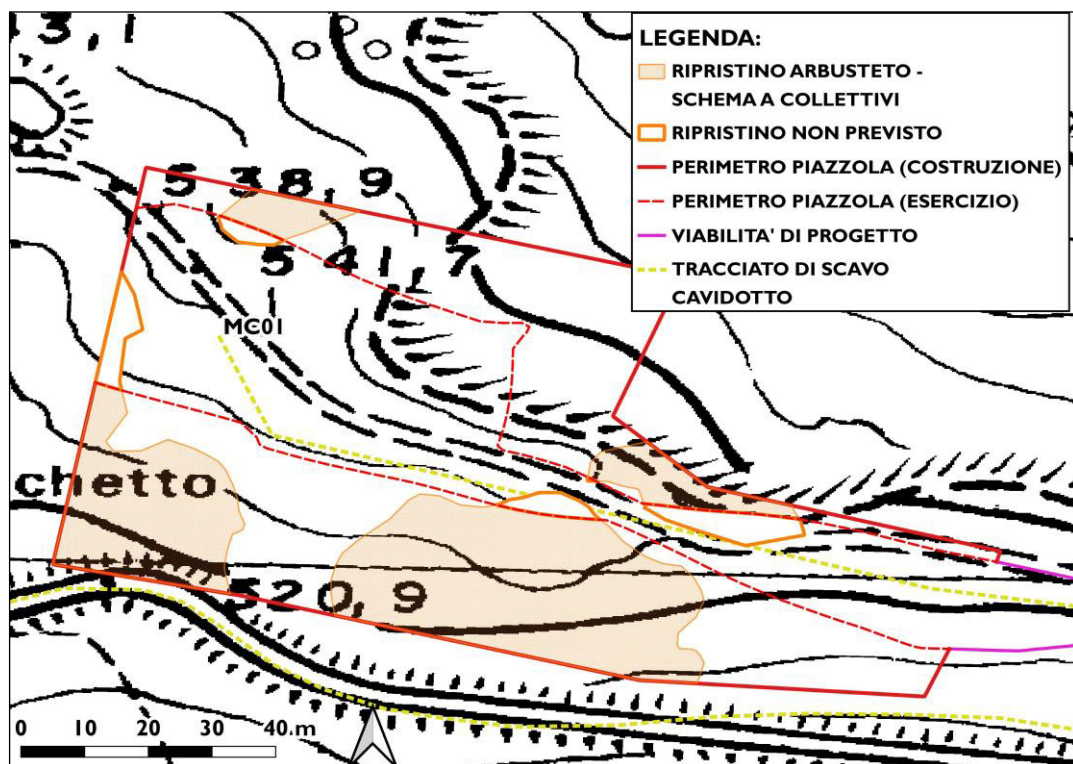 3,1
LEGENDA:
RIPRISTINO ARBUSTETO -
SCHEMA A COLLETTIVI
RIPRISTINO NON PREVISTO
PERIMETRO PIAZZOLA (COSTRUZIONE)
PERIMETRO PIAZZOLA (ESERCIZIO)
VIABILITA' DI PROGETTO
TRACCIATO DI SCAVO
CAVIDOTTO
538,9
541,7
MC01
chetto
520,9
0 10 20 30 40 m